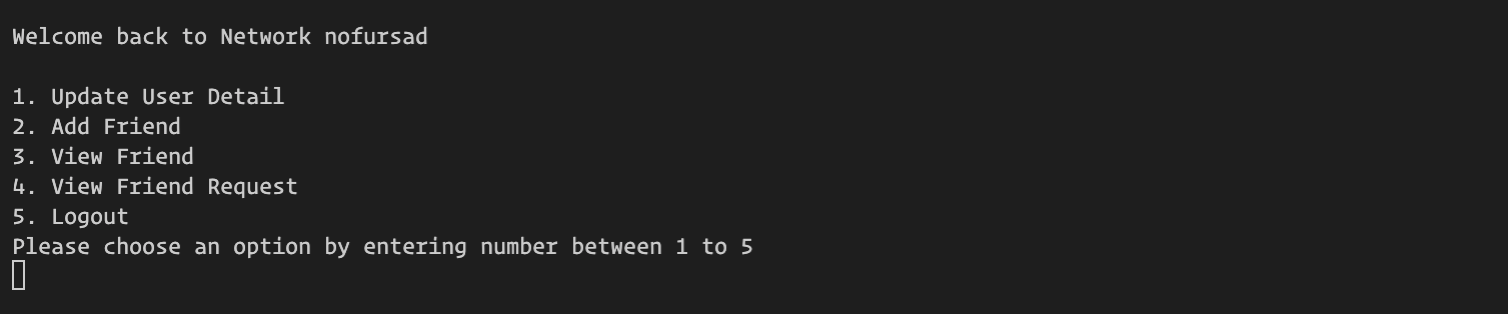 Welcome back to Network nofursad
1. Update User Detail
2. Add Friend
3. View Friend
4. View Friend Request
5. Logout
Please choose an option by entering number between 1 to 5